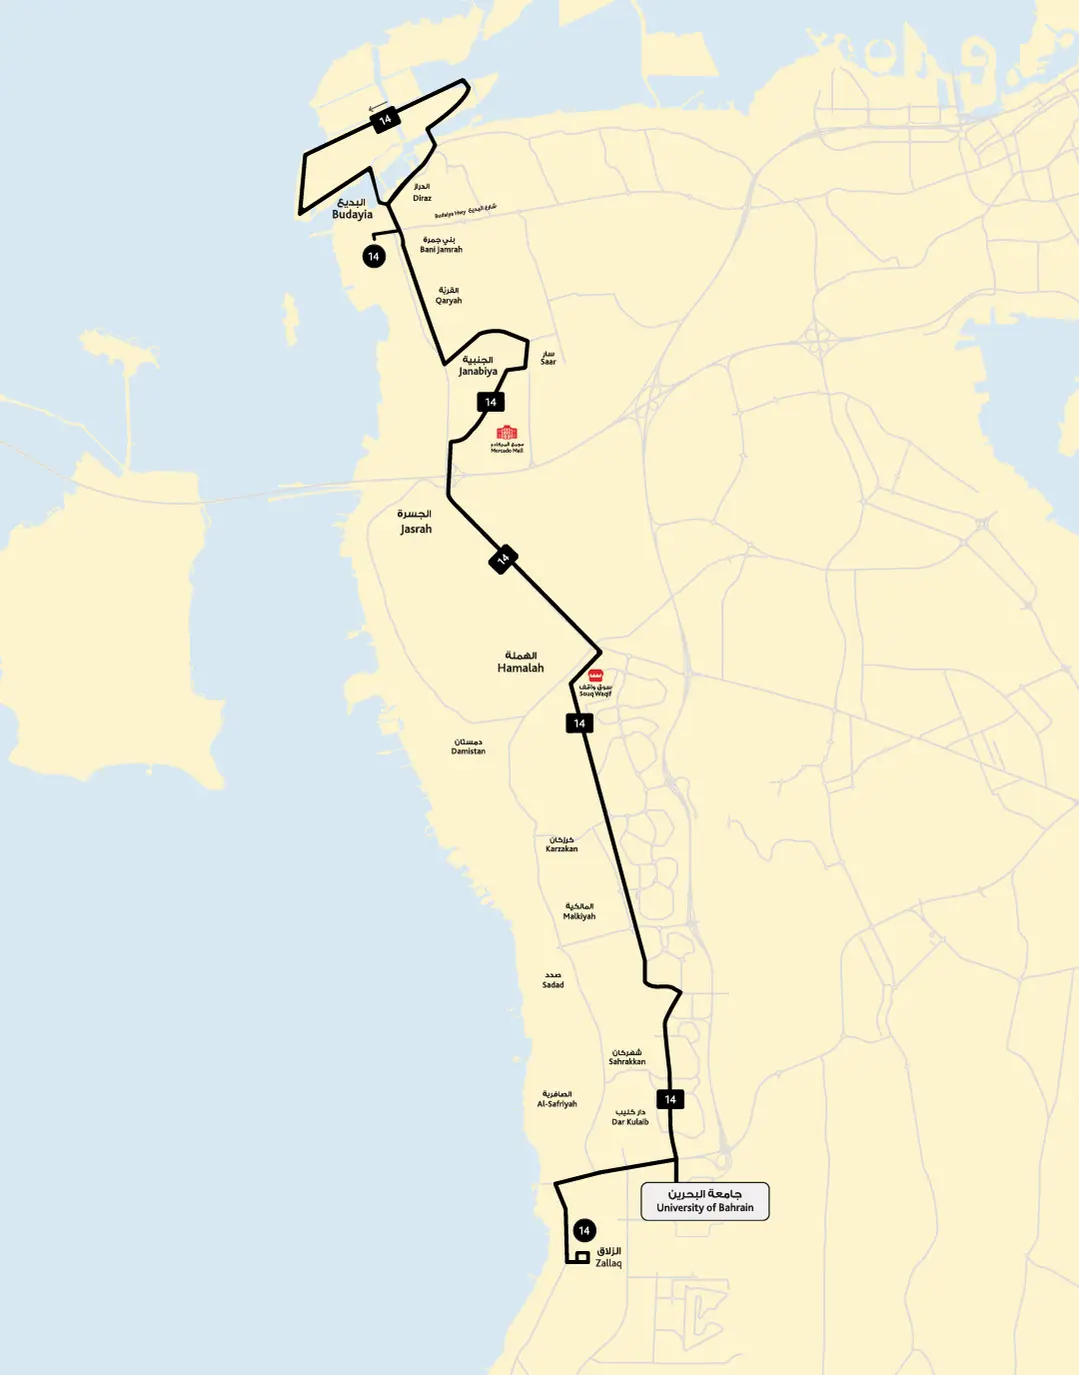 14
الدراز
Diraz
البديع
Budayia
Budaiya Hwy شارع البديع
بني جمرة
Bani Jamrah
14
القرية
Qaryah
الجنبية
Janabiya
سار
Saar
14
مجمع الميركادو
Mercado Mall
الجسرة
Jasrah
14
الهملة
Hamalah
سوق واقف
Souq Waqif
14
دمستان
Damistan
كرزكان
Karzakan
المالكية
Malkiyah
صدد
Sadad
شهركان
Sahrakkan
الصافرية
Al-Safriyah
14
دار كليب
Dar Kulaib
جامعة البحرين
University of Bahrain
14
الزلاق
Zallaq